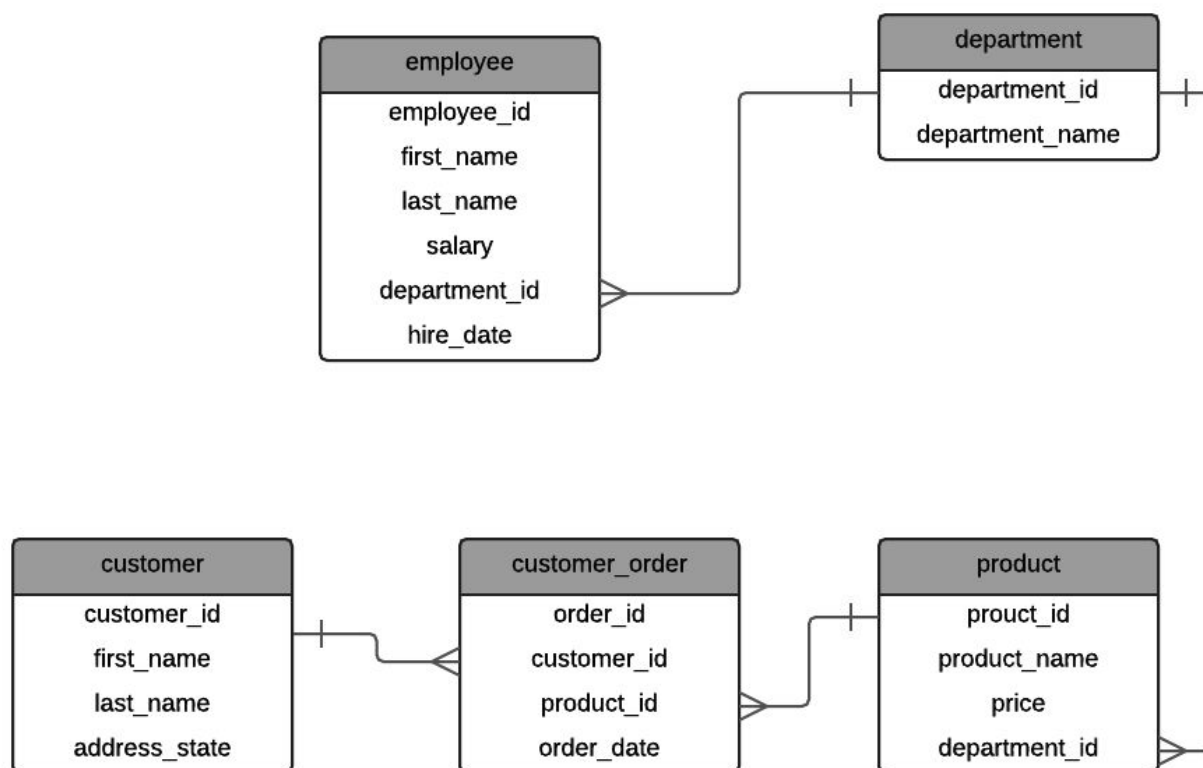 employee
employee_id
first_name
last_name
salary
department_id
hire_date
department
department_id
department_name
customer
customer_id
first_name
last_name
address_state
customer_order
order_id
customer_id
product_id
order_date
product
prouct_id
product_name
price
department_id